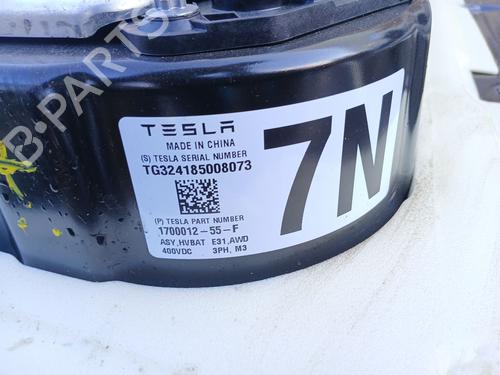 B-PARTS
TESLA
MADE IN CHINA
(S) TESLA SERIAL NUMBER
TG324185008073
(P) TESLA PART NUMBER
1700012-55-F
ASY,HVBAT E31,AWD
400VDC 3PH, M3
7N